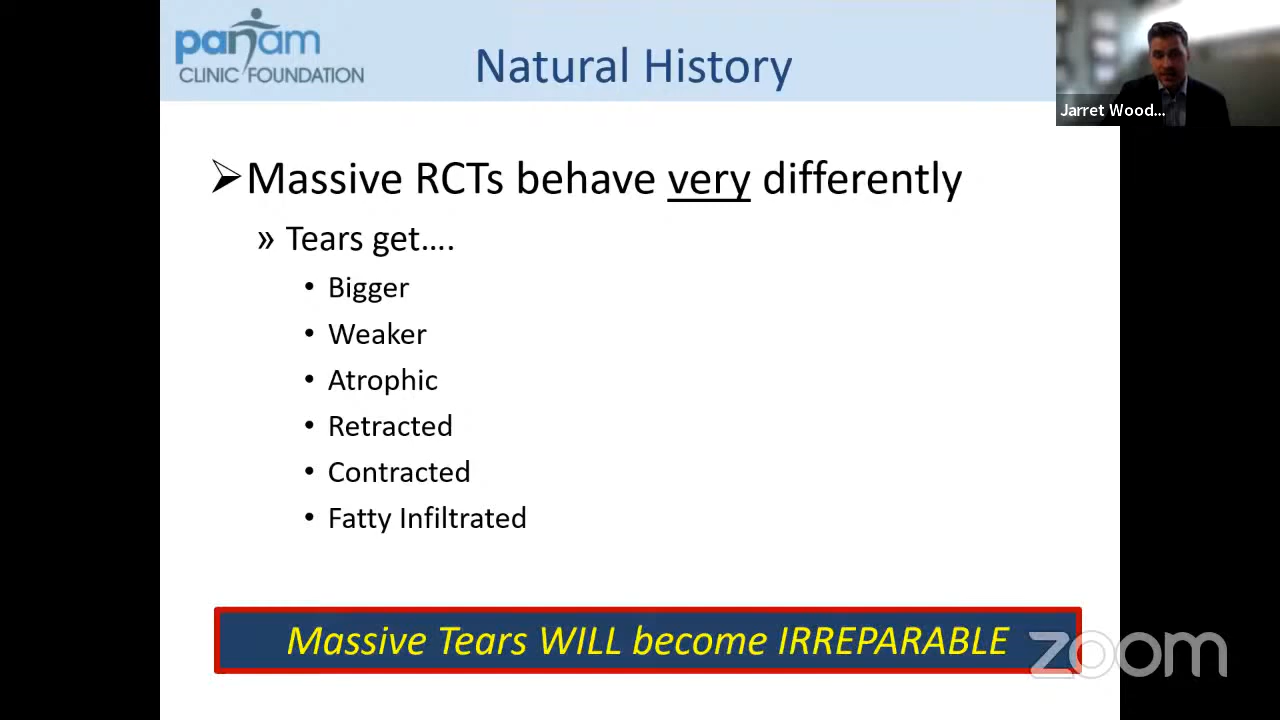 panam
CLINIC FOUNDATION
Natural History
Jarret Wood...
Massive RCTs behave very differently
» Tears get….
• Bigger
• Weaker
• Atrophic
• Retracted
• Contracted
• Fatty Infiltrated
Massive Tears WILL become IRREPARABLE
zoom